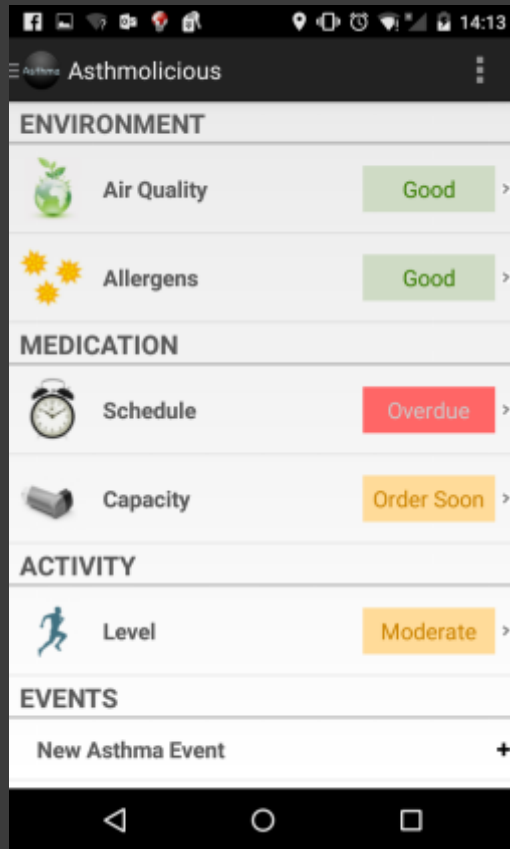 14:13
Asthma Asthmolicious
ENVIRONMENT
Air Quality Good
Allergens Good
MEDICATION
Schedule Overdue
Capacity Order Soon
ACTIVITY
Level Moderate
EVENTS
New Asthma Event +